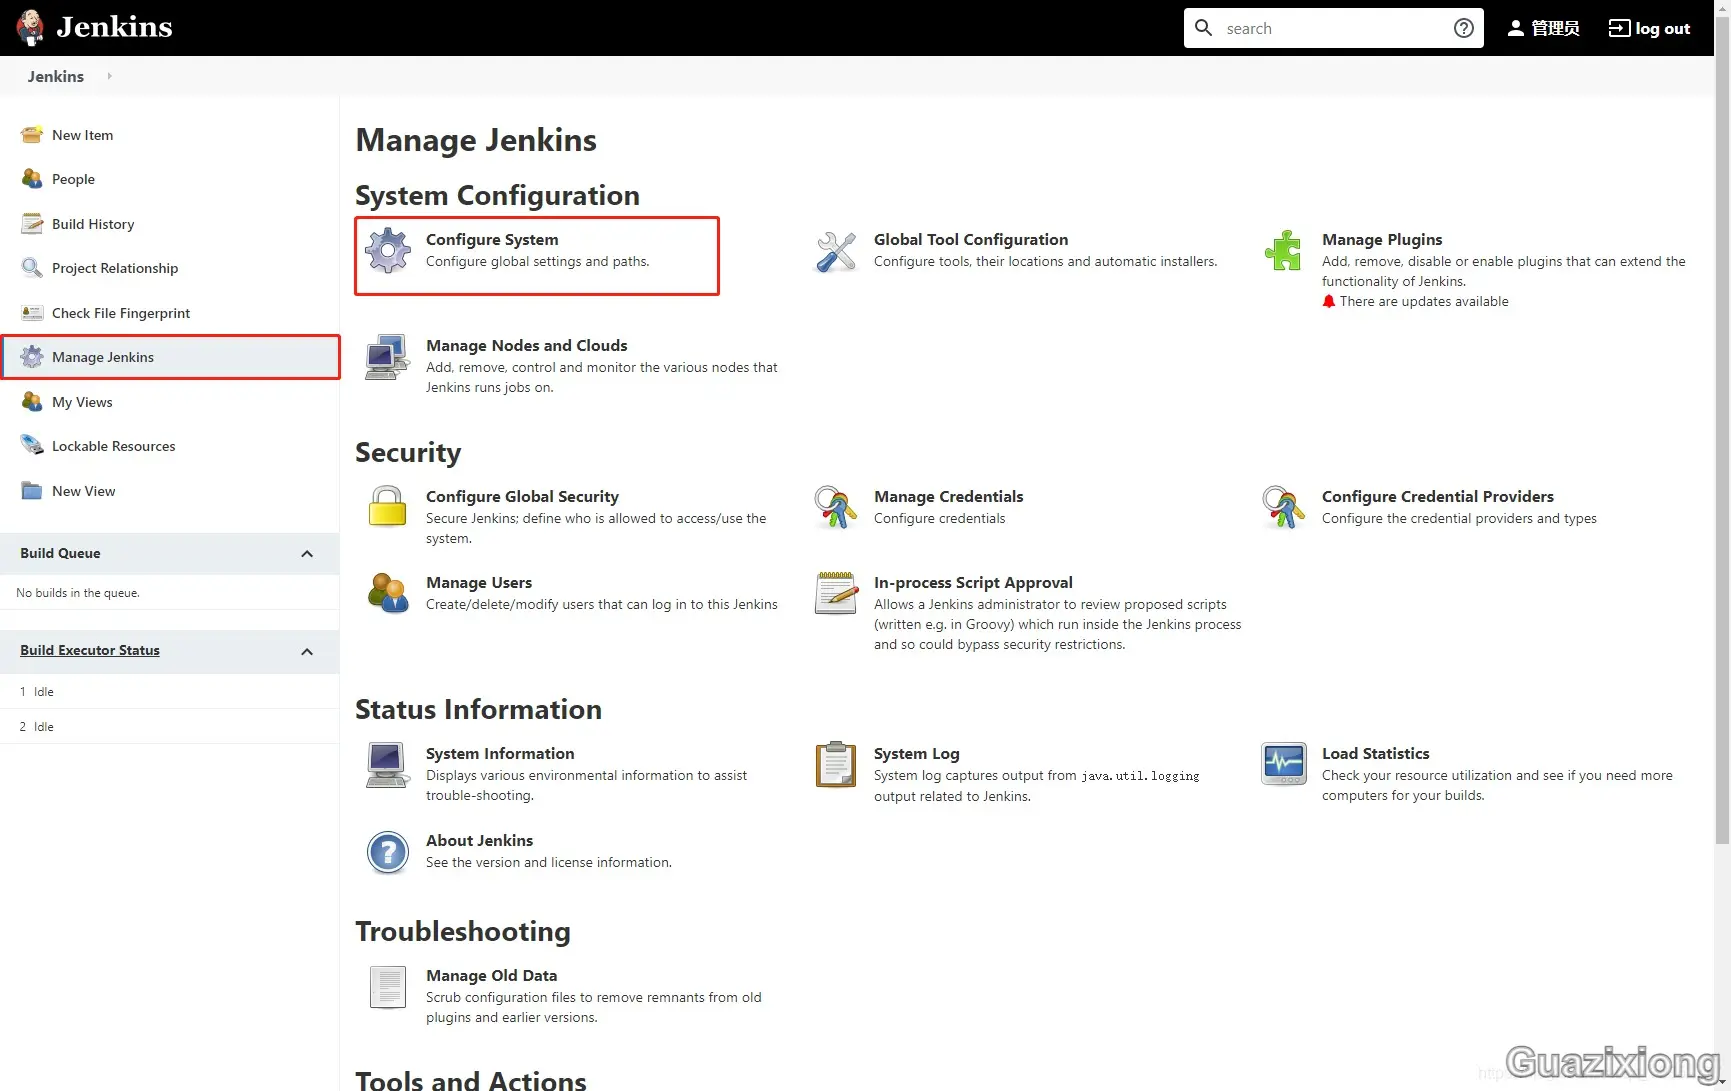 Jenkins
search
管理员
log out
Jenkins
New Item
People
Build History
Project Relationship
Check File Fingerprint
Manage Jenkins
My Views
Lockable Resources
New View
Build Queue
No builds in the queue.
Build Executor Status
1 Idle
2 Idle
Manage Jenkins
System Configuration
Configure System
Configure global settings and paths.
Global Tool Configuration
Configure tools, their locations and automatic installers.
Manage Plugins
Add, remove, disable or enable plugins that can extend the
functionality of Jenkins.
There are updates available
Manage Nodes and Clouds
Add, remove, control and monitor the various nodes that
Jenkins runs jobs on.
Security
Configure Global Security
Secure Jenkins; define who is allowed to access/use the
system.
Manage Credentials
Configure credentials
Configure Credential Providers
Configure the credential providers and types
Manage Users
Create/delete/modify users that can log in to this Jenkins
In-process Script Approval
Allows a Jenkins administrator to review proposed scripts
(written e.g. in Groovy) which run inside the Jenkins process
and so could bypass security restrictions.
Status Information
System Information
Displays various environmental information to assist
trouble-shooting.
System Log
System log captures output from java.util.logging
output related to Jenkins.
Load Statistics
Check your resource utilization and see if you need more
computers for your builds.
About Jenkins
See the version and license information.
Troubleshooting
Manage Old Data
Scrub configuration files to remove remnants from old
plugins and earlier versions.
Tools and Actions
Guazixiong